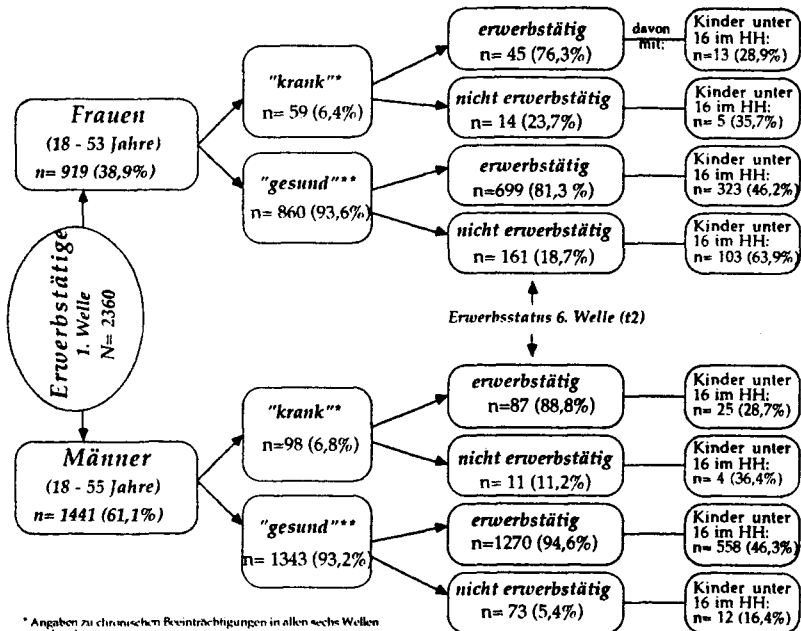 Erwerbstätige
1. Welle
N= 2360
Frauen
(18 - 53 Jahre)
n= 919 (38,9%)
"krank"*
n= 59 (6,4%)
erwerbstätig
n= 45 (76,3%)
davon
mit:
Kinder unter
16 im HH:
n=13 (28,9%)
nicht erwerbstätig
n= 14 (23,7%)
Kinder unter
16 im HH:
n= 5 (35,7%)
"gesund"**
n= 860 (93,6%)
erwerbstätig
n=699 (81,3 %)
Kinder unter
16 im HH:
n= 323 (46,2%)
nicht erwerbstätig
n= 161 (18,7%)
Kinder unter
16 im HH:
n= 103 (63,9%)
Erwerbsstatus 6. Welle (t2)
Männer
(18 - 55 Jahre)
n= 1441 (61,1%)
"krank"*
n=98 (6,8%)
erwerbstätig
n=87 (88,8%)
Kinder unter
16 im HH:
n= 25 (28,7%)
nicht erwerbstätig
n= 11 (11,2%)
Kinder unter
16 im HH:
n= 4 (36,4%)
"gesund"**
n= 1343 (93,2%)
erwerbstätig
n=1270 (94,6%)
Kinder unter
16 im HH:
n= 558 (46,3%)
nicht erwerbstätig
n= 73 (5,4%)
Kinder unter
16 im HH:
n= 12 (16,4%)
* Angaben zu chronischen Beeinträchtigungen in allen sechs Wellen